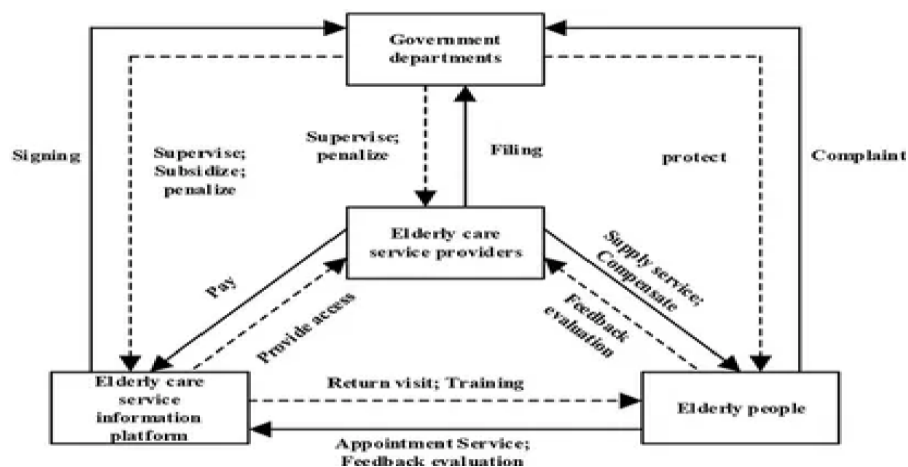 Government
departments
Signing
Supervise;
Subsidize;
penalize
Supervise;
penalize
Filing
protect
Complaint
Elderly care
service providers
Pay
Provide access
Supply service;
Compensate
Feedback
evaluation
Elderly care
service
information
platform
Return visit; Training
Elderly people
Appointment Service;
Feedback evaluation